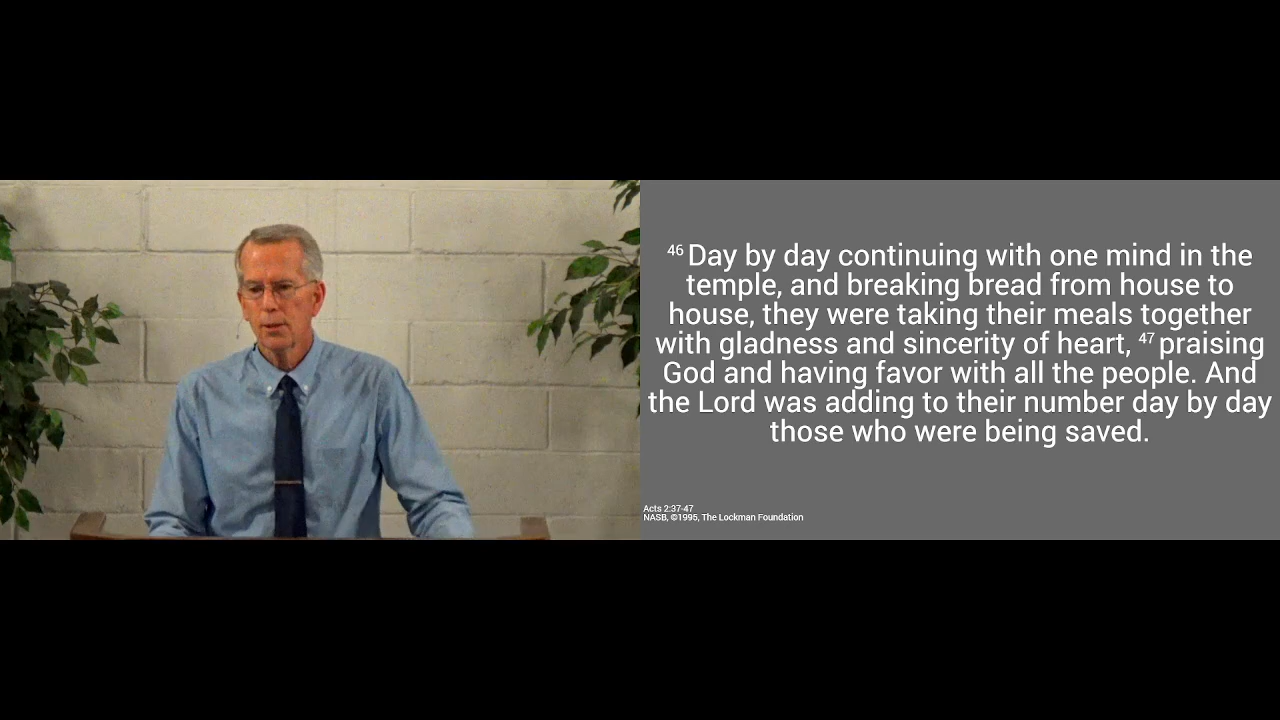 46 Day by day continuing with one mind in the
temple, and breaking bread from house to
house, they were taking their meals together
with gladness and sincerity of heart, 47 praising
God and having favor with all the people. And
the Lord was adding to their number day by day
those who were being saved.
Acts 2:37-47
NASB, ©1995, The Lockman Foundation